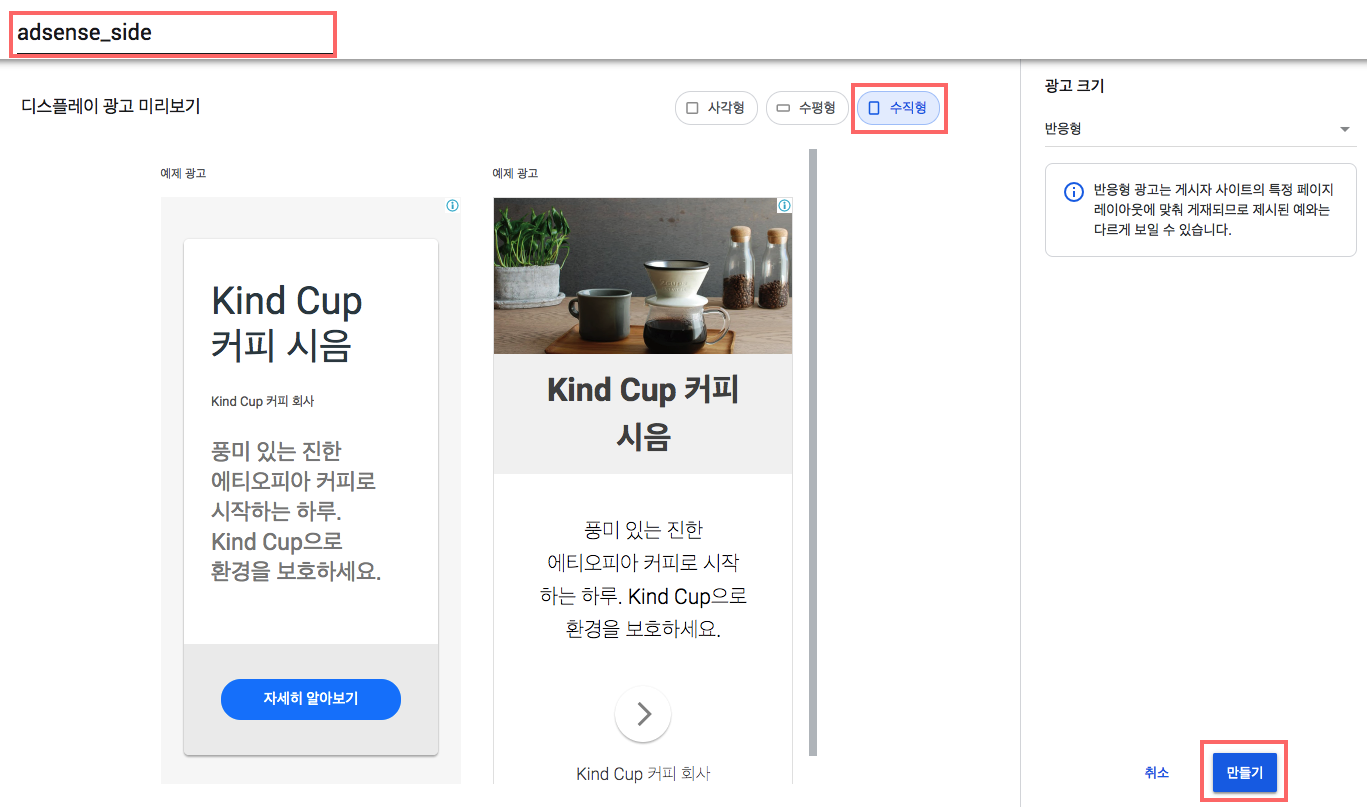 adsense_side
디스플레이 광고 미리보기
사각형
수평형
수직형
예제 광고
Kind Cup
커피 시음
Kind Cup 커피 회사
풍미 있는 진한
에티오피아 커피로
시작하는 하루.
Kind Cup으로
환경을 보호하세요.
자세히 알아보기
예제 광고
Kind Cup 커피
시음
풍미 있는 진한
에티오피아 커피로 시작
하는 하루. Kind Cup으로
환경을 보호하세요.
Kind Cup 커피 회사
광고 크기
반응형
반응형 광고는 게시자 사이트의 특정 페이지
레이아웃에 맞춰 게재되므로 제시된 예와는
다르게 보일 수 있습니다.
취소
만들기